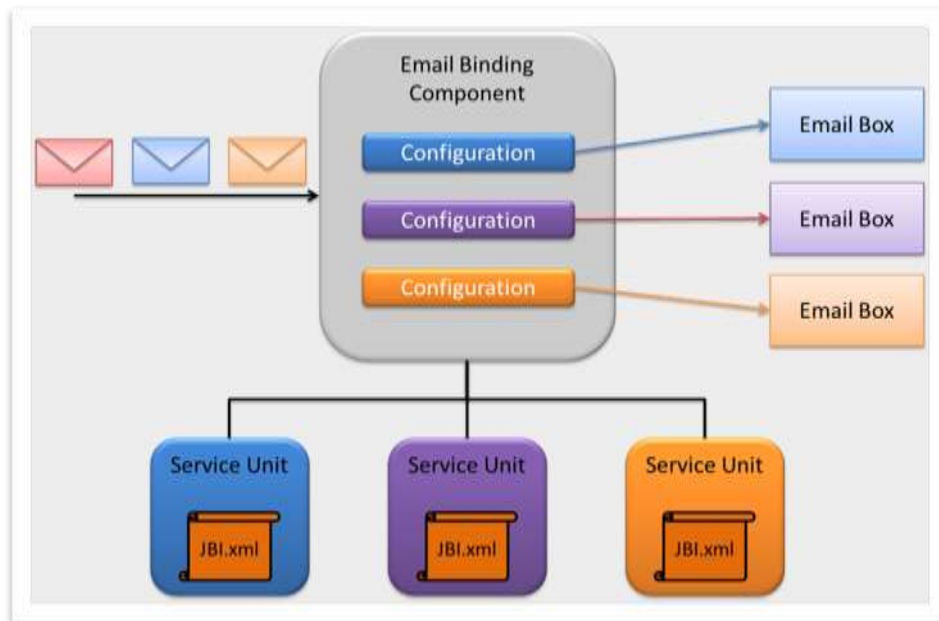 Email Binding
Component
Configuration
Configuration
Configuration
Email Box
Email Box
Email Box
Service Unit
JBI.xml
Service Unit
JBI.xml
Service Unit
JBI.xml